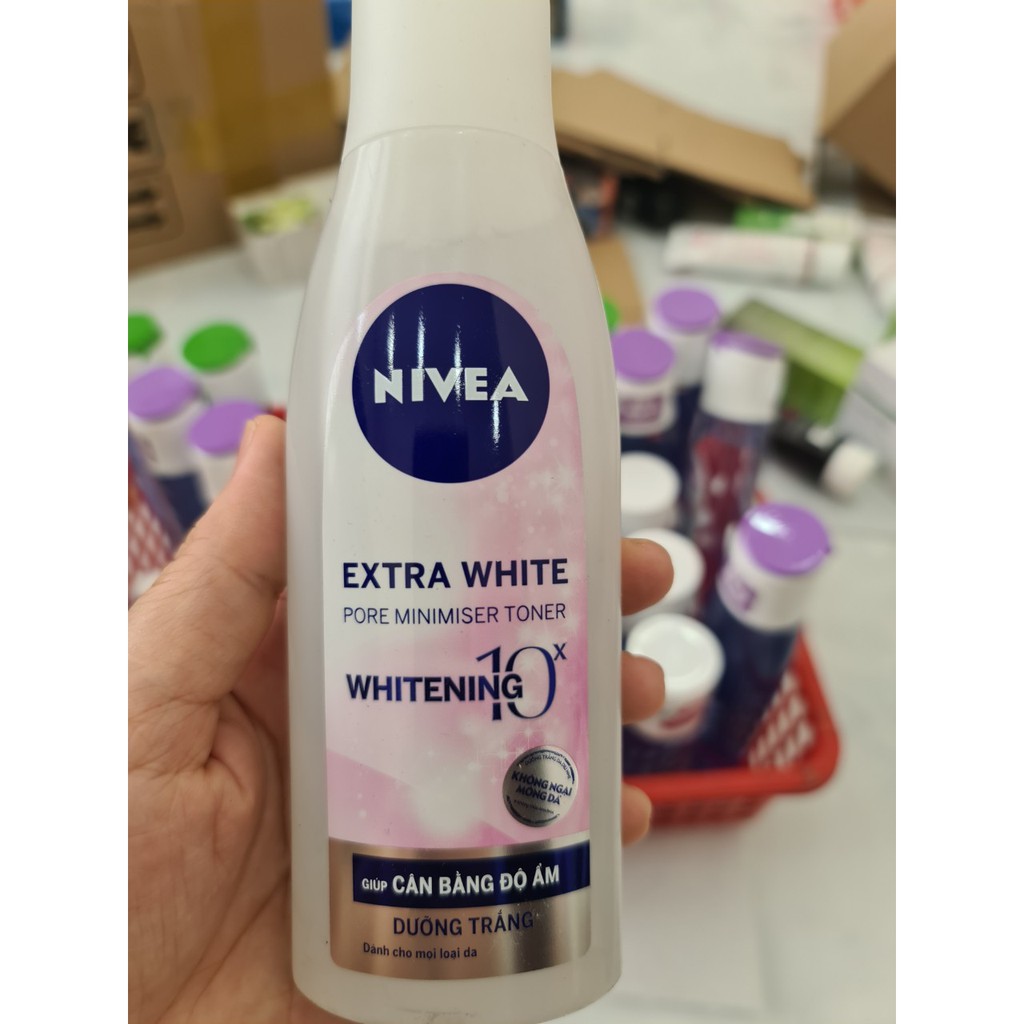 NIVEA
EXTRA WHITE
PORE MINIMISER TONER
WHITENING 10X
KHÔNG NGẠI
MỎNG DA
GIÚP CÂN BẰNG ĐỘ ẨM
DƯỠNG TRẮNG
Dành cho mọi loại da